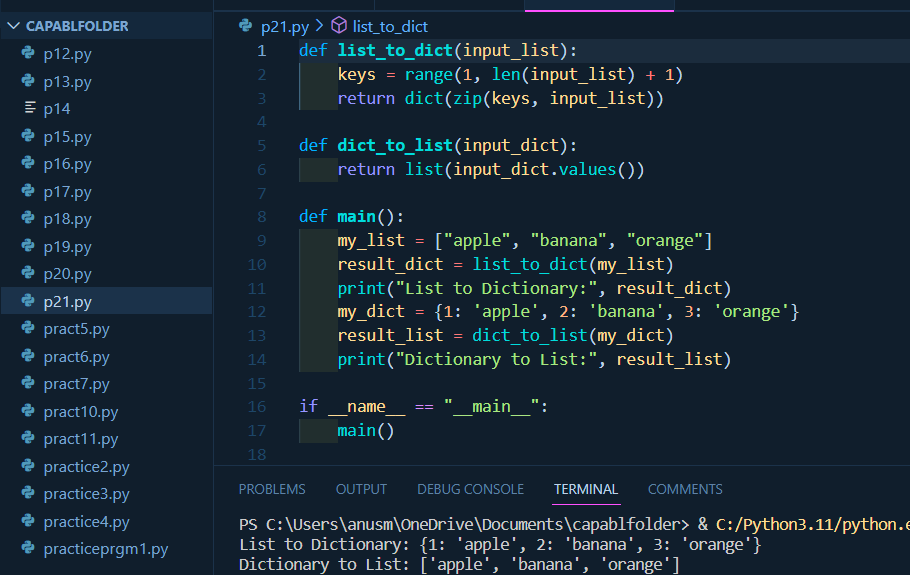 CAPABLFOLDER
p12.py
p13.py
p14
p15.py
p16.py
p17.py
p18.py
p19.py
p20.py
p21.py
pract5.py
pract6.py
pract7.py
pract10.py
pract11.py
practice2.py
practice3.py
practice4.py
practiceprgm1.py
p21.py > list_to_dict
1 def list_to_dict(input_list):
2     keys = range(1, len(input_list) + 1)
3     return dict(zip(keys, input_list))
4
5 def dict_to_list(input_dict):
6     return list(input_dict.values())
7
8 def main():
9     my_list = ["apple", "banana", "orange"]
10     result_dict = list_to_dict(my_list)
11     print("List to Dictionary:", result_dict)
12     my_dict = {1: 'apple', 2: 'banana', 3: 'orange'}
13     result_list = dict_to_list(my_dict)
14     print("Dictionary to List:", result_list)
15
16 if __name__ == "__main__":
17     main()
18
PROBLEMS OUTPUT DEBUG CONSOLE TERMINAL COMMENTS
PS C:\Users\anusm\OneDrive\Documents\capablfolder> & C:/Python3.11/python.e
List to Dictionary: {1: 'apple', 2: 'banana', 3: 'orange'}
Dictionary to List: ['apple', 'banana', 'orange']